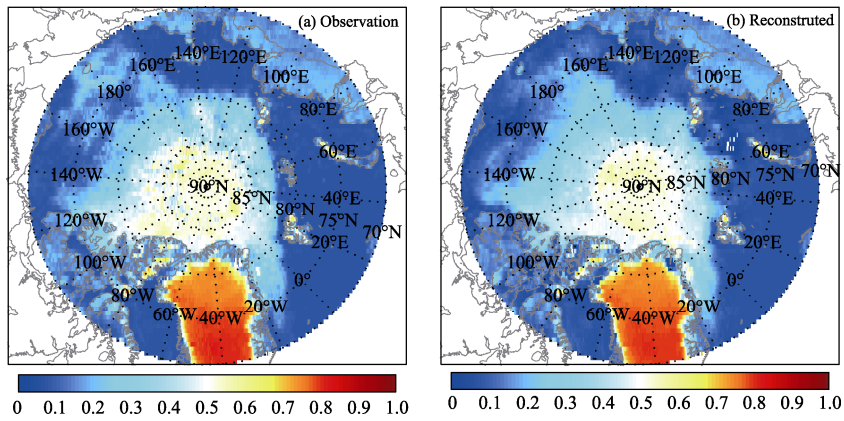 (a) Observation
140°E
120°E
160°E
100°E
180°
80°E
160°W
60°E
140°W
90°N
85°N
80°N
40°E
75°N
120°W
70°N
20°E
100°W
0°
80°W
20°W
60°W
40°W
0 0.1 0.2 0.3 0.4 0.5 0.6 0.7 0.8 0.9 1.0
(b) Reconstruted
140°E
120°E
160°E
100°E
180°
80°E
160°W
60°E
70°N
140°W
90°N
85°N
80°N
75°N
40°E
120°W
20°E
100°W
0°
80°W
20°W
60°W
40°W
0 0.1 0.2 0.3 0.4 0.5 0.6 0.7 0.8 0.9 1.0